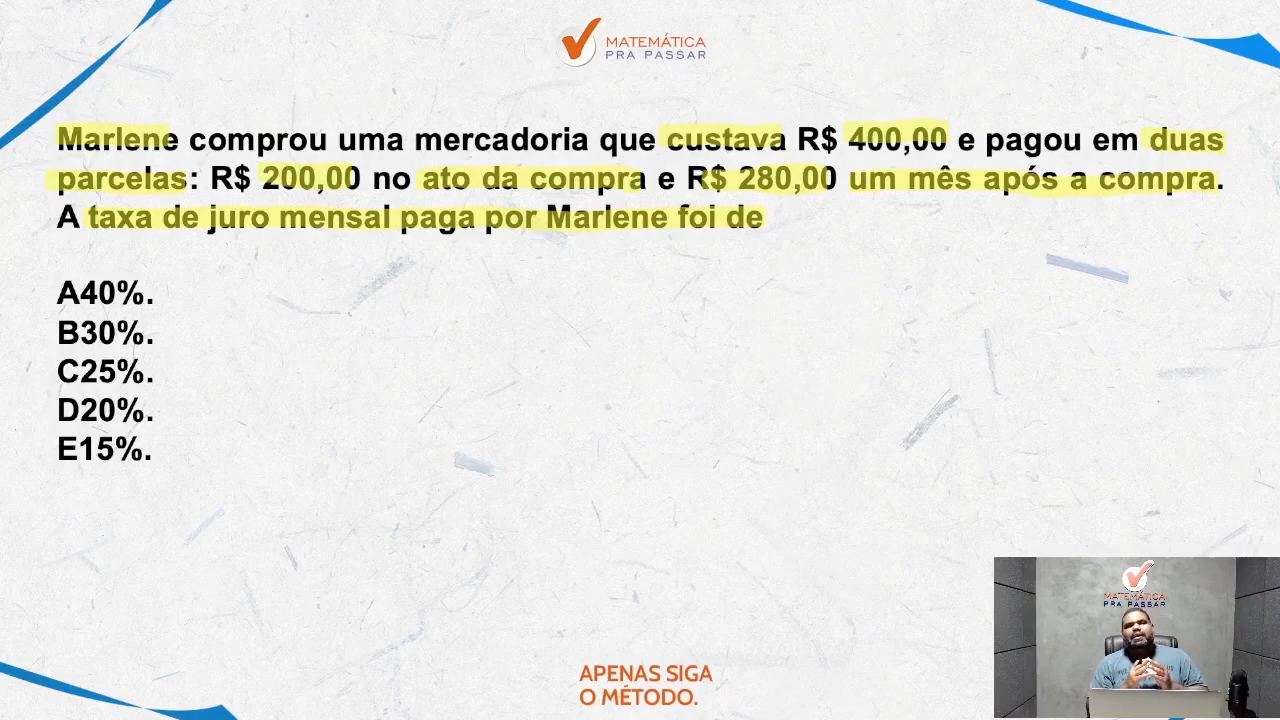 MATEMÁTICA
PRA PASSAR
Marlene comprou uma mercadoria que custava R$ 400,00 e pagou em duas
parcelas: R$ 200,00 no ato da compra e R$ 280,00 um mês após a compra.
A taxa de juro mensal paga por Marlene foi de
A40%.
B30%.
C25%.
D20%.
E15%.
MATEMÁTICA
PRA PASSAR
APENAS SIGA
O MÉTODO.